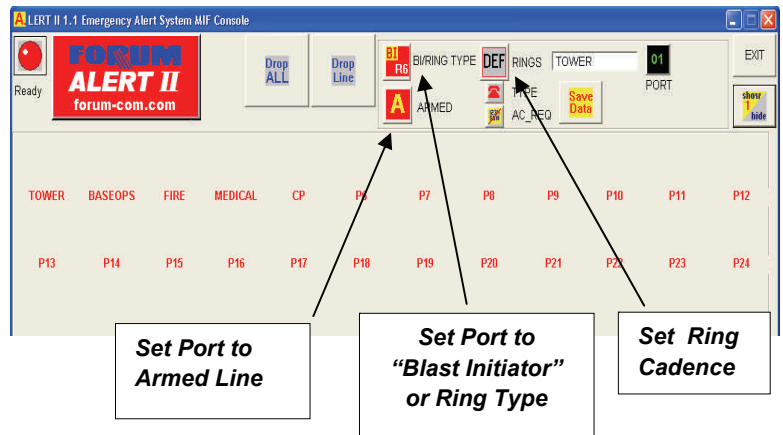 A. LERT II 1.1 Emergency Alert System MIF Console
Ready
FORUM
ALERT II
forum-com.com
Drop
ALL
Drop
Line
BI
R6
BI/RING TYPE
DEF
RINGS
TOWER
01
PORT
EXIT
A
ARMED
TYPE
AC_REQ
Save
Data
show
1
hide
TOWER BASEOPS FIRE MEDICAL CP P6 P7 P8 P9 P10 P11 P12
P13 P14 P15 P16 P17 P18 P19 P20 P21 P22 P23 P24
Set Port to
Armed Line
Set Port to
“Blast Initiator”
or Ring Type
Set Ring
Cadence